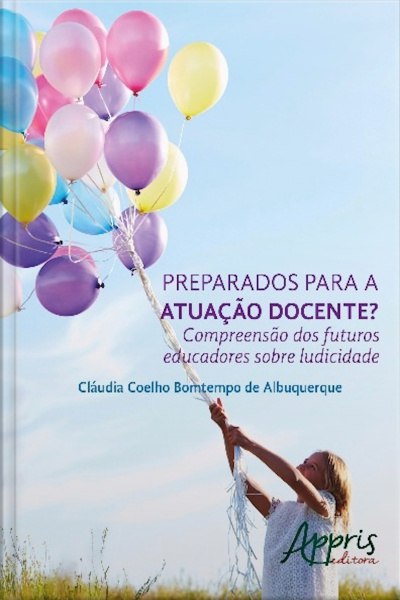 PREPARADOS PARA A
ATUAÇÃO DOCENTE?
Compreensão dos futuros
educadores sobre ludicidade
Cláudia Coelho Bomtempo de Albuquerque
Appris
editora